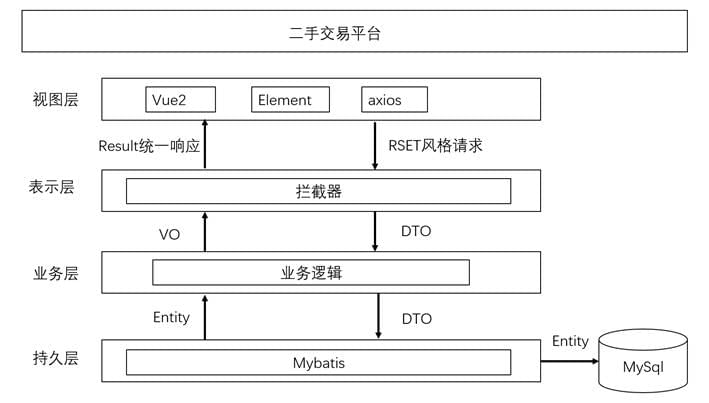 二手交易平台
视图层
Vue2
Element
axios
Result统一响应
RSET风格请求
表示层
拦截器
VO
DTO
业务层
业务逻辑
Entity
DTO
持久层
Mybatis
Entity
MySql